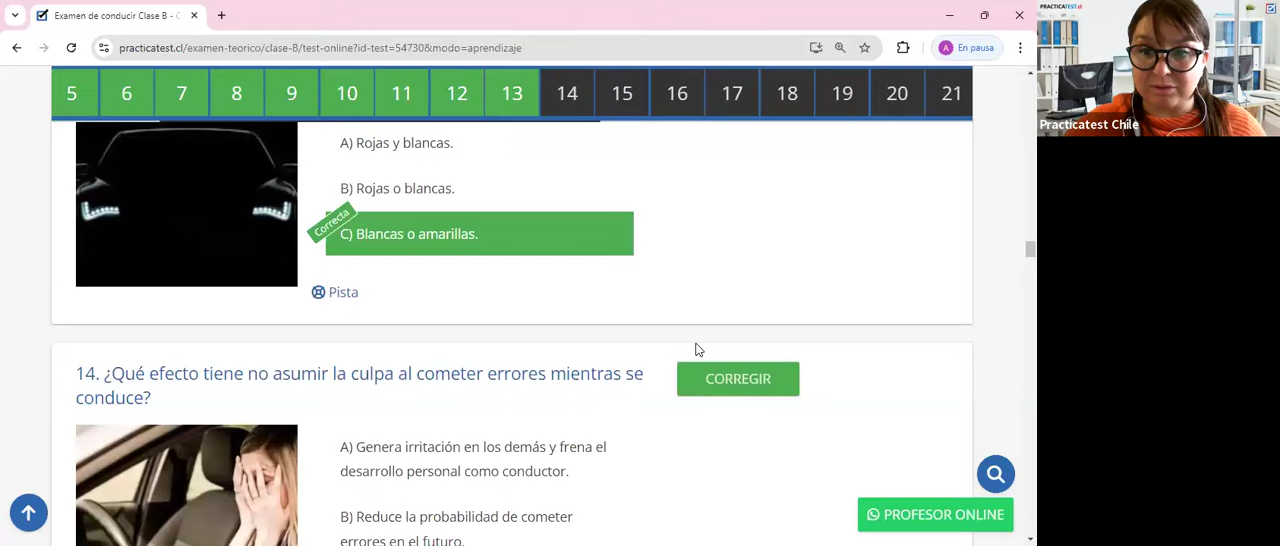 Examen de conducir Clase B - C
practicatest.cl/examen-teorico/clase-B/test-online?id-test=54730&modo=aprendizaje
A
En pausa
PRACTICATEST.cl
Practicatest Chile
5 6 7 8 9 10 11 12 13 14 15 16 17 18 19 20 21
A) Rojas y blancas.
B) Rojas o blancas.
Correcta
C) Blancas o amarillas.
Pista
14. ¿Qué efecto tiene no asumir la culpa al cometer errores mientras se
conduce?
CORREGIR
A) Genera irritación en los demás y frena el
desarrollo personal como conductor.
B) Reduce la probabilidad de cometer
errores en el futuro.
PROFESOR ONLINE